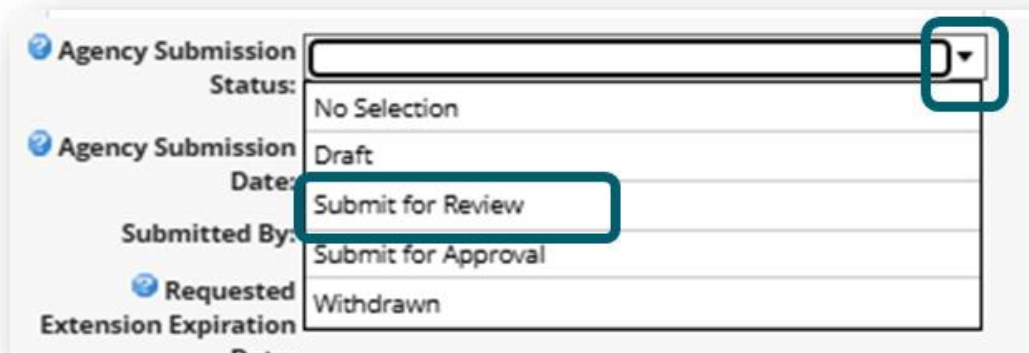 Agency Submission
Status:
No Selection
Agency Submission
Date:
Draft
Submit for Review
Submitted By:
Submit for Approval
Requested
Extension Expiration
Withdrawn